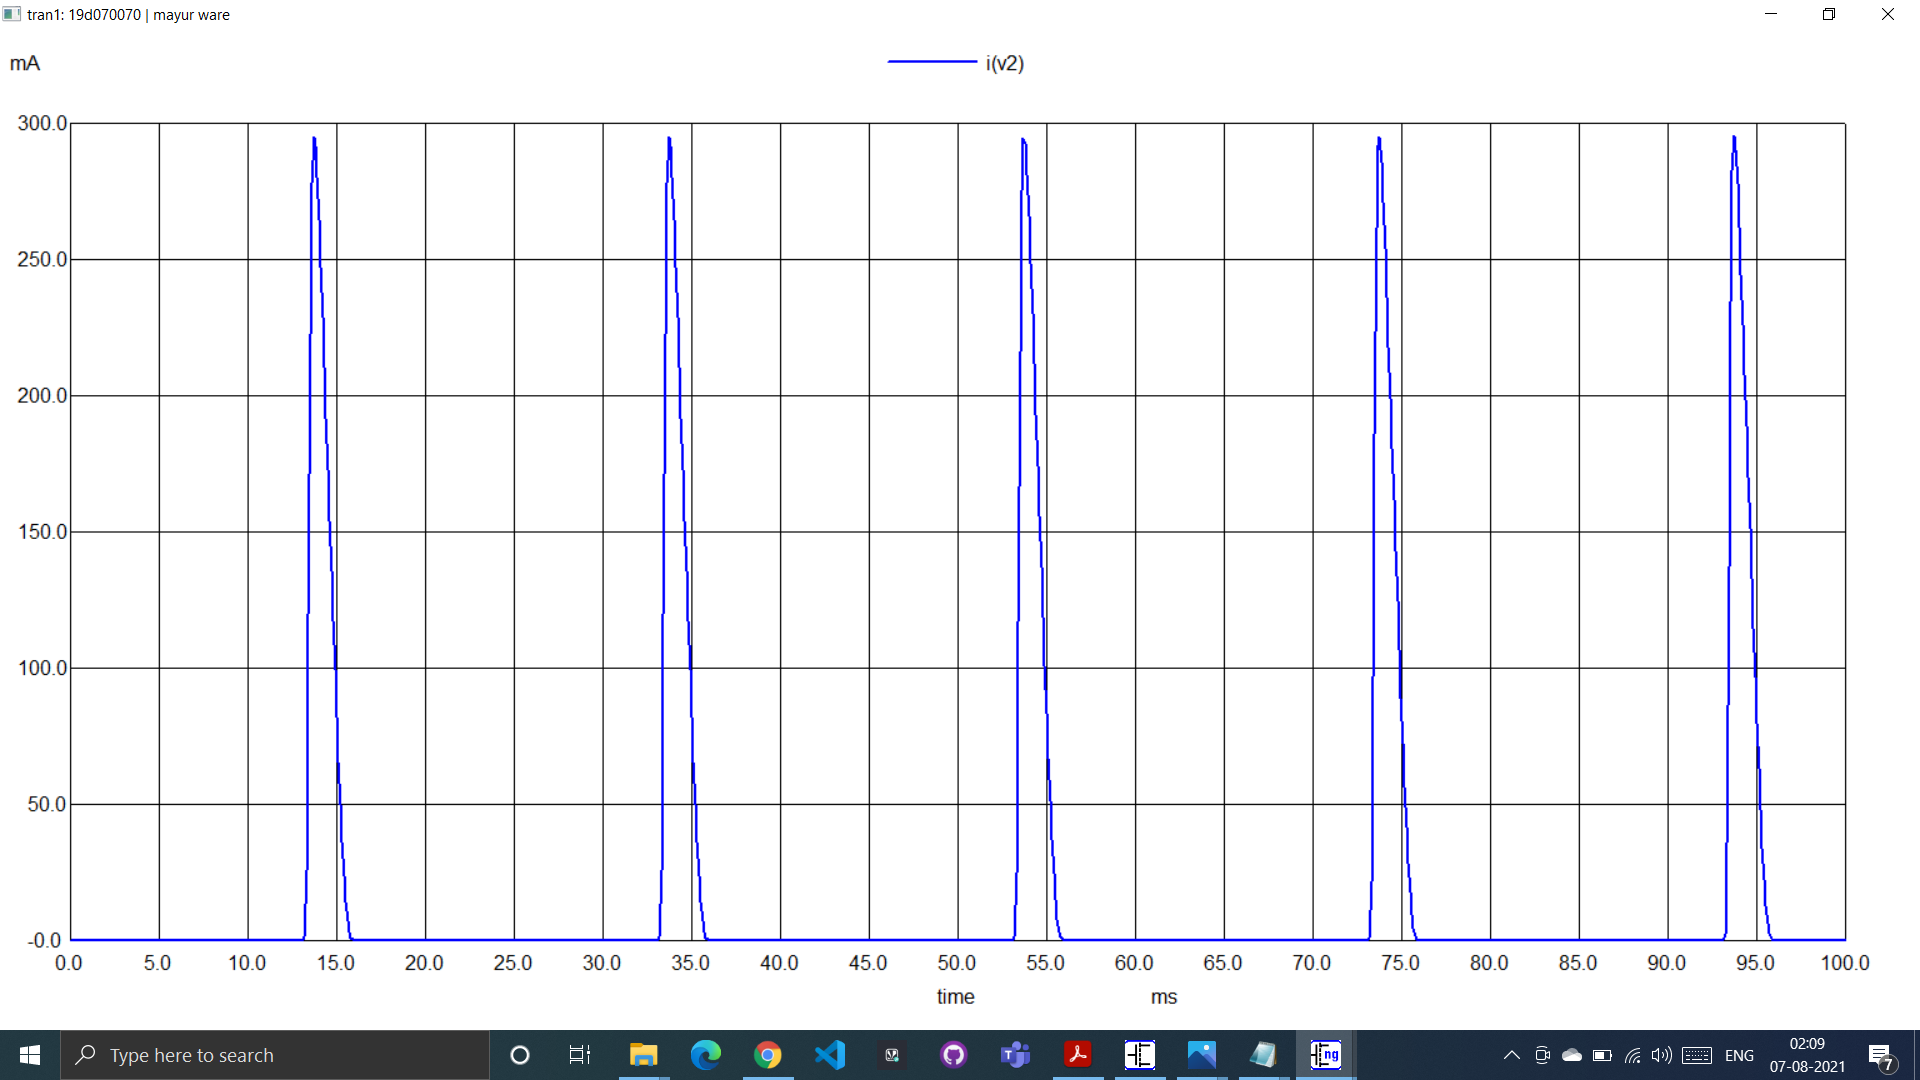 tran1: 19d070070 | mayur ware
mA
i(v2)
300.0
250.0
200.0
150.0
100.0
50.0
-0.0
0.0 5.0 10.0 15.0 20.0 25.0 30.0 35.0 40.0 45.0 50.0 55.0 60.0 65.0 70.0 75.0 80.0 85.0 90.0 95.0 100.0
time ms
Type here to search
T
ng
ENG
02:09
07-08-2021
7